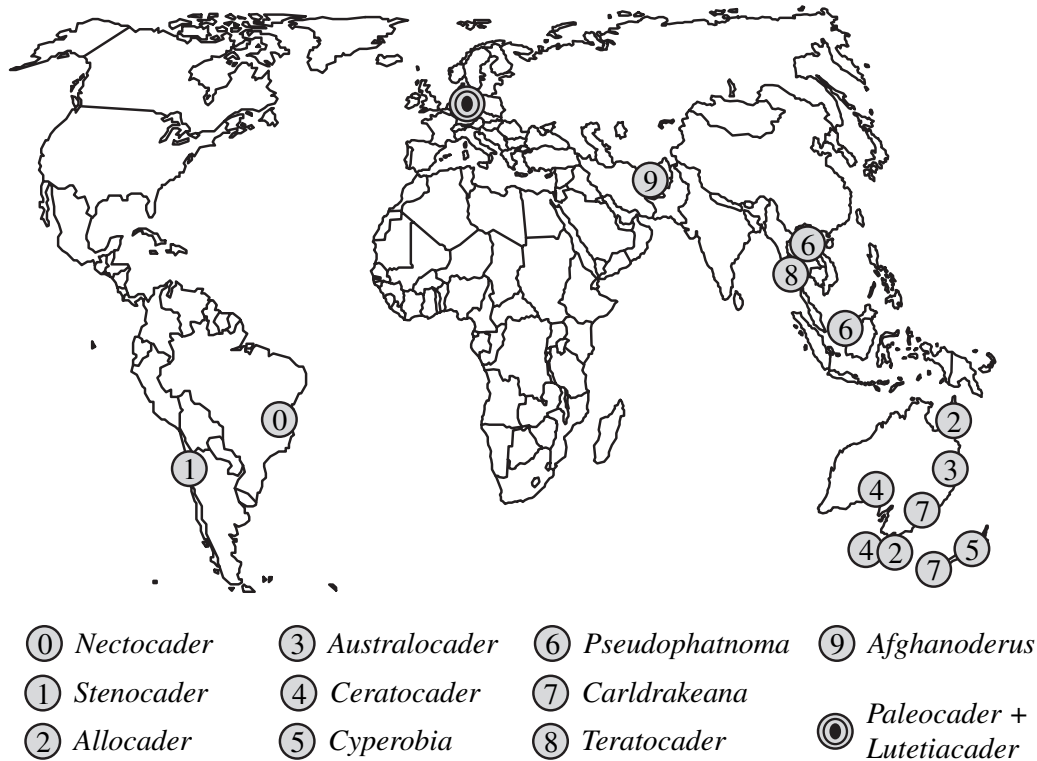 9
6
8
6
0
2
1
3
4
7
4
2
5
7
0 Nectocader
3 Australocader
6 Pseudophatnoma
9 Afghanoderus
1 Stenocader
4 Ceratocader
7 Carldrakeana
2 Allocader
5 Cyperobia
8 Teratocader
Paleocader +
Lutetiacader